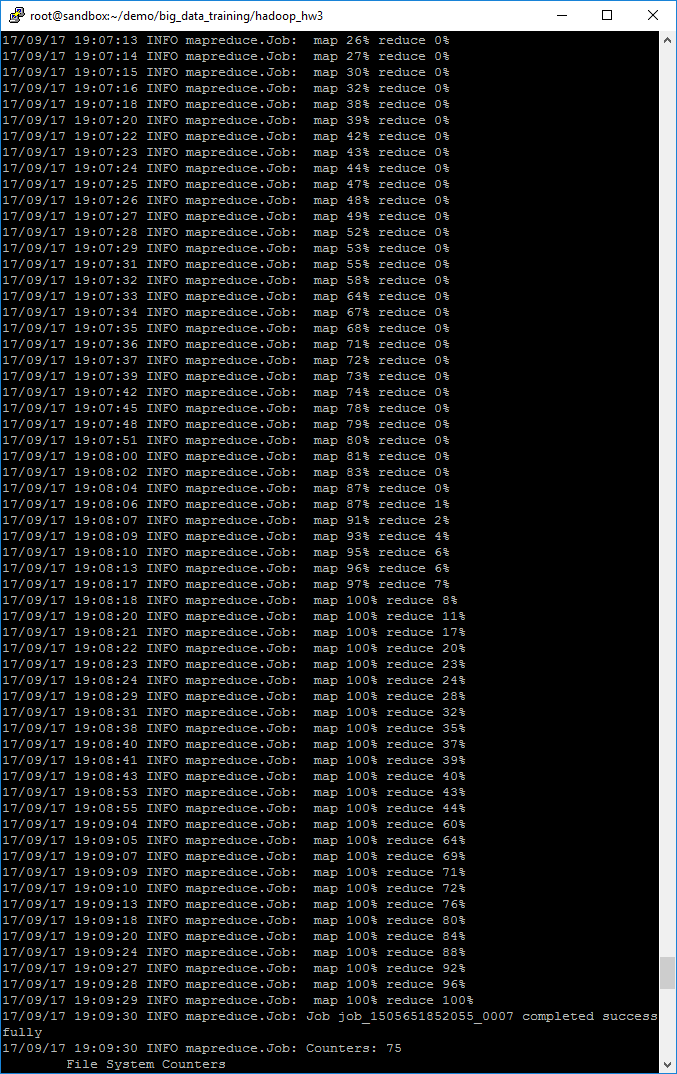 root@sandbox:~/demo/big_data_training/hadoop_hw3
17/09/17 19:07:13 INFO mapreduce.Job:  map 26% reduce 0%
17/09/17 19:07:14 INFO mapreduce.Job:  map 27% reduce 0%
17/09/17 19:07:15 INFO mapreduce.Job:  map 30% reduce 0%
17/09/17 19:07:16 INFO mapreduce.Job:  map 32% reduce 0%
17/09/17 19:07:18 INFO mapreduce.Job:  map 38% reduce 0%
17/09/17 19:07:20 INFO mapreduce.Job:  map 39% reduce 0%
17/09/17 19:07:22 INFO mapreduce.Job:  map 42% reduce 0%
17/09/17 19:07:23 INFO mapreduce.Job:  map 43% reduce 0%
17/09/17 19:07:24 INFO mapreduce.Job:  map 44% reduce 0%
17/09/17 19:07:25 INFO mapreduce.Job:  map 47% reduce 0%
17/09/17 19:07:26 INFO mapreduce.Job:  map 48% reduce 0%
17/09/17 19:07:27 INFO mapreduce.Job:  map 49% reduce 0%
17/09/17 19:07:28 INFO mapreduce.Job:  map 52% reduce 0%
17/09/17 19:07:29 INFO mapreduce.Job:  map 53% reduce 0%
17/09/17 19:07:31 INFO mapreduce.Job:  map 55% reduce 0%
17/09/17 19:07:32 INFO mapreduce.Job:  map 58% reduce 0%
17/09/17 19:07:33 INFO mapreduce.Job:  map 64% reduce 0%
17/09/17 19:07:34 INFO mapreduce.Job:  map 67% reduce 0%
17/09/17 19:07:35 INFO mapreduce.Job:  map 68% reduce 0%
17/09/17 19:07:36 INFO mapreduce.Job:  map 71% reduce 0%
17/09/17 19:07:37 INFO mapreduce.Job:  map 72% reduce 0%
17/09/17 19:07:39 INFO mapreduce.Job:  map 73% reduce 0%
17/09/17 19:07:42 INFO mapreduce.Job:  map 74% reduce 0%
17/09/17 19:07:45 INFO mapreduce.Job:  map 78% reduce 0%
17/09/17 19:07:48 INFO mapreduce.Job:  map 79% reduce 0%
17/09/17 19:07:51 INFO mapreduce.Job:  map 80% reduce 0%
17/09/17 19:08:00 INFO mapreduce.Job:  map 81% reduce 0%
17/09/17 19:08:02 INFO mapreduce.Job:  map 83% reduce 0%
17/09/17 19:08:04 INFO mapreduce.Job:  map 87% reduce 0%
17/09/17 19:08:06 INFO mapreduce.Job:  map 87% reduce 1%
17/09/17 19:08:07 INFO mapreduce.Job:  map 91% reduce 2%
17/09/17 19:08:09 INFO mapreduce.Job:  map 93% reduce 4%
17/09/17 19:08:10 INFO mapreduce.Job:  map 95% reduce 6%
17/09/17 19:08:13 INFO mapreduce.Job:  map 96% reduce 6%
17/09/17 19:08:17 INFO mapreduce.Job:  map 97% reduce 7%
17/09/17 19:08:18 INFO mapreduce.Job:  map 100% reduce 8%
17/09/17 19:08:20 INFO mapreduce.Job:  map 100% reduce 11%
17/09/17 19:08:21 INFO mapreduce.Job:  map 100% reduce 17%
17/09/17 19:08:22 INFO mapreduce.Job:  map 100% reduce 20%
17/09/17 19:08:23 INFO mapreduce.Job:  map 100% reduce 23%
17/09/17 19:08:24 INFO mapreduce.Job:  map 100% reduce 24%
17/09/17 19:08:29 INFO mapreduce.Job:  map 100% reduce 28%
17/09/17 19:08:31 INFO mapreduce.Job:  map 100% reduce 32%
17/09/17 19:08:38 INFO mapreduce.Job:  map 100% reduce 35%
17/09/17 19:08:40 INFO mapreduce.Job:  map 100% reduce 37%
17/09/17 19:08:41 INFO mapreduce.Job:  map 100% reduce 39%
17/09/17 19:08:43 INFO mapreduce.Job:  map 100% reduce 40%
17/09/17 19:08:53 INFO mapreduce.Job:  map 100% reduce 43%
17/09/17 19:08:55 INFO mapreduce.Job:  map 100% reduce 44%
17/09/17 19:09:04 INFO mapreduce.Job:  map 100% reduce 60%
17/09/17 19:09:05 INFO mapreduce.Job:  map 100% reduce 64%
17/09/17 19:09:07 INFO mapreduce.Job:  map 100% reduce 69%
17/09/17 19:09:09 INFO mapreduce.Job:  map 100% reduce 71%
17/09/17 19:09:10 INFO mapreduce.Job:  map 100% reduce 72%
17/09/17 19:09:13 INFO mapreduce.Job:  map 100% reduce 76%
17/09/17 19:09:18 INFO mapreduce.Job:  map 100% reduce 80%
17/09/17 19:09:20 INFO mapreduce.Job:  map 100% reduce 84%
17/09/17 19:09:24 INFO mapreduce.Job:  map 100% reduce 88%
17/09/17 19:09:27 INFO mapreduce.Job:  map 100% reduce 92%
17/09/17 19:09:28 INFO mapreduce.Job:  map 100% reduce 96%
17/09/17 19:09:29 INFO mapreduce.Job:  map 100% reduce 100%
17/09/17 19:09:30 INFO mapreduce.Job: Job job_1505651852055_0007 completed success
fully
17/09/17 19:09:30 INFO mapreduce.Job: Counters: 75
        File System Counters